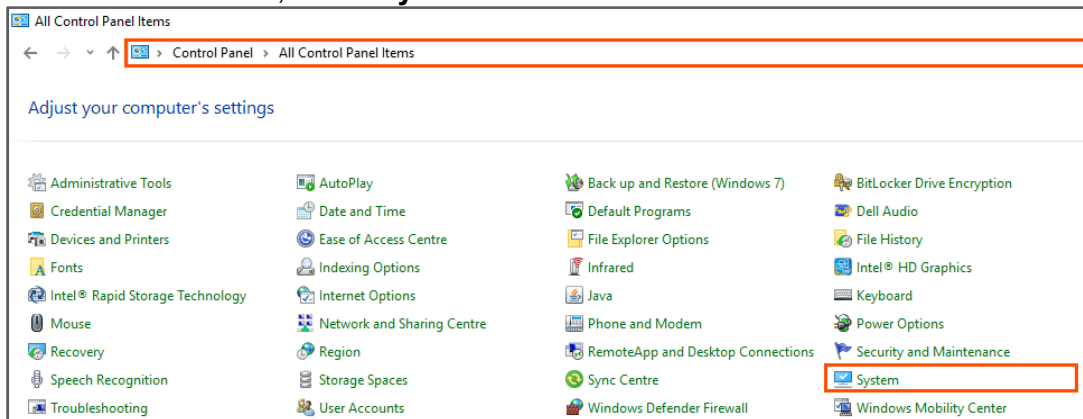 All Control Panel Items
Control Panel > All Control Panel Items
Adjust your computer's settings
Administrative Tools AutoPlay Back up and Restore (Windows 7) BitLocker Drive Encryption
Credential Manager Date and Time Default Programs Dell Audio
Devices and Printers Ease of Access Centre File Explorer Options File History
Fonts Indexing Options Infrared Intel® HD Graphics
Intel® Rapid Storage Technology Internet Options Java Keyboard
Mouse Network and Sharing Centre Phone and Modem Power Options
Recovery Region RemoteApp and Desktop Connections Security and Maintenance
Speech Recognition Storage Spaces Sync Centre System
Troubleshooting User Accounts Windows Defender Firewall Windows Mobility Center